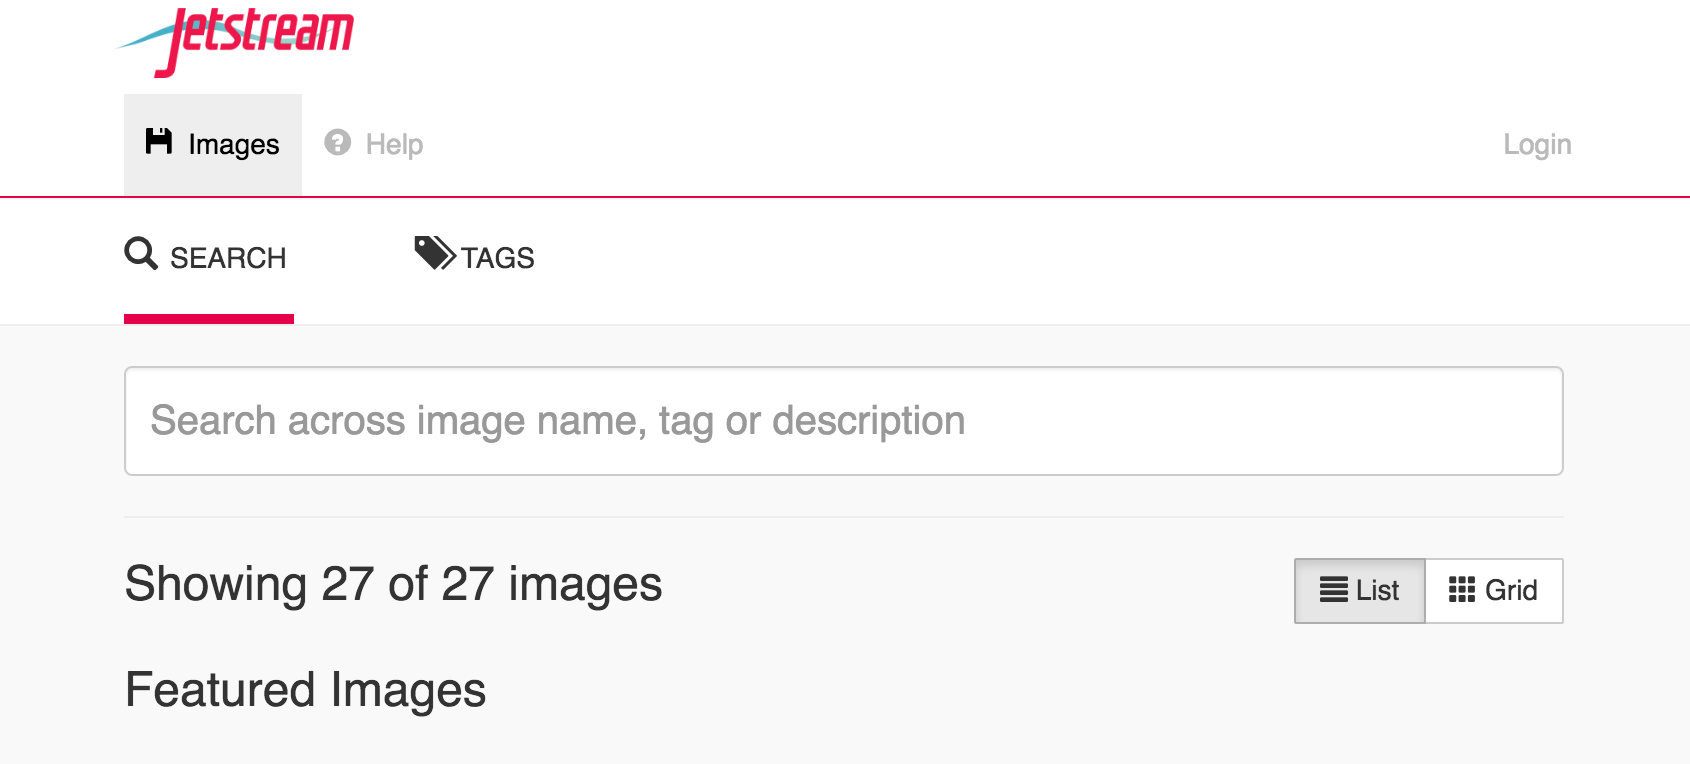 Jetstream
Images Help Login
SEARCH TAGS
Search across image name, tag or description
Showing 27 of 27 images List Grid
Featured Images